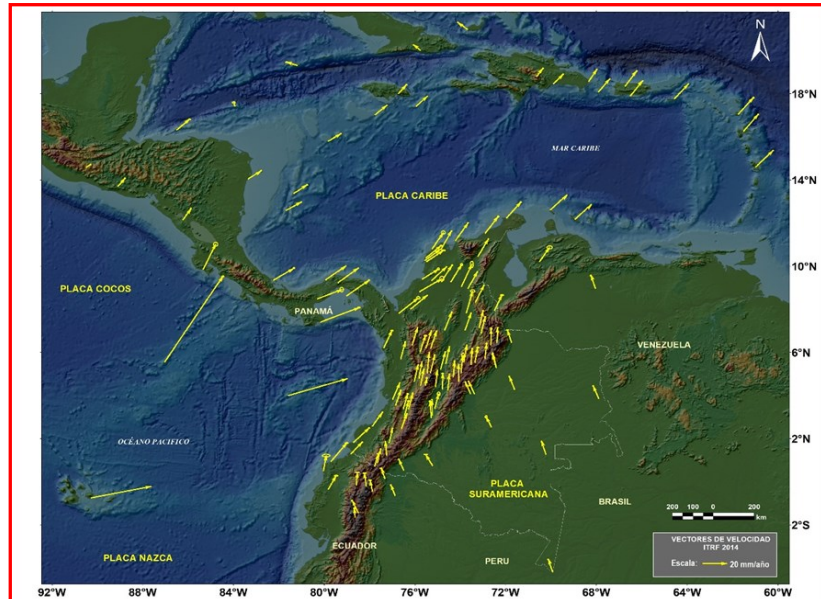 N
18°N
MAR CARIBE
PLACA CARIBE
14°N
10°N
PLACA COCOS
PANAMÁ
VENEZUELA
6°N
OCÉANO PACIFICO
2°N
PLACA
SURAMERICANA
BRASIL
200 100 0 200
km
2°S
VECTORES DE VELOCIDAD
ITRF 2014
ECUADOR
PLACA NAZCA
PERU
Escala: 20 mm/año
92°W 88°W 84°W 80°W 76°W 72°W 68°W 64°W 60°W